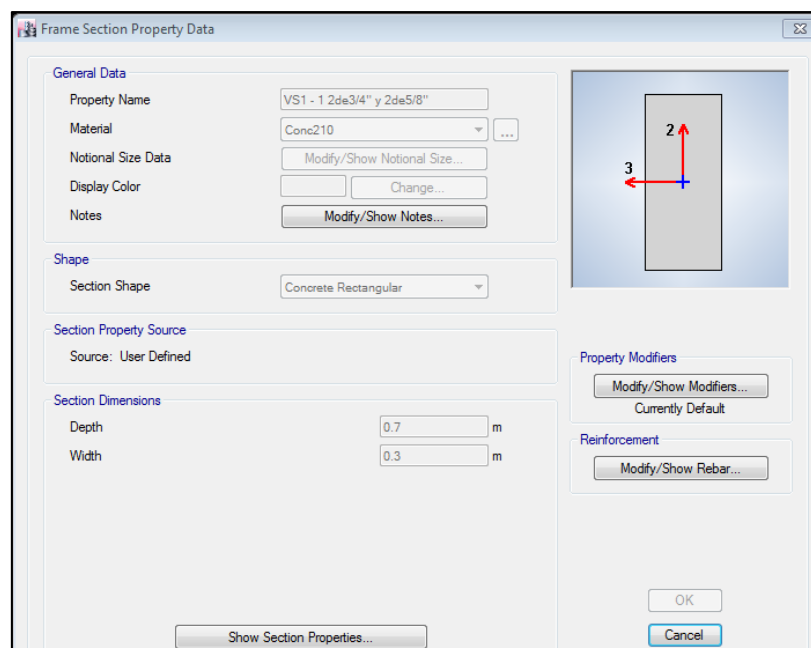 Frame Section Property Data
General Data
Property Name VS1 - 1 2de3/4" y 2de5/8"
Material Conc210 ...
Notional Size Data Modify/Show Notional Size...
Display Color Change...
Notes Modify/Show Notes...
Shape
Section Shape Concrete Rectangular
Section Property Source
Source: User Defined
Section Dimensions
Depth 0.7 m
Width 0.3 m
Show Section Properties...
2
3
Property Modifiers
Modify/Show Modifiers...
Currently Default
Reinforcement
Modify/Show Rebar...
OK
Cancel